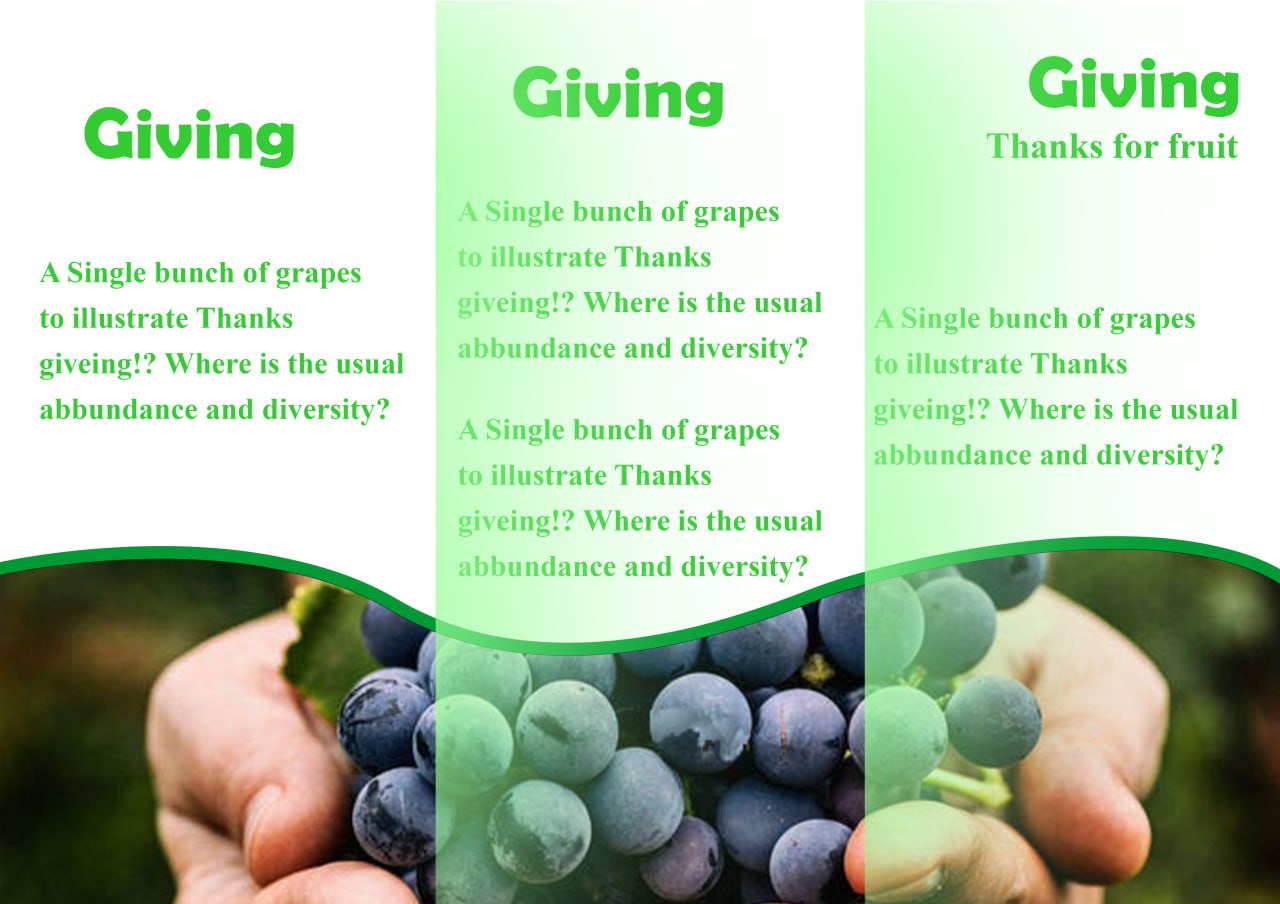 Giving
A Single bunch of grapes
to illustrate Thanks
giveing!? Where is the usual
abbundance and diversity?
Giving
A Single bunch of grapes
to illustrate Thanks
giveing!? Where is the usual
abbundance and diversity?
A Single bunch of grapes
to illustrate Thanks
giveing!? Where is the usual
abbundance and diversity?
Giving
Thanks for fruit
A Single bunch of grapes
to illustrate Thanks
giveing!? Where is the usual
abbundance and diversity?